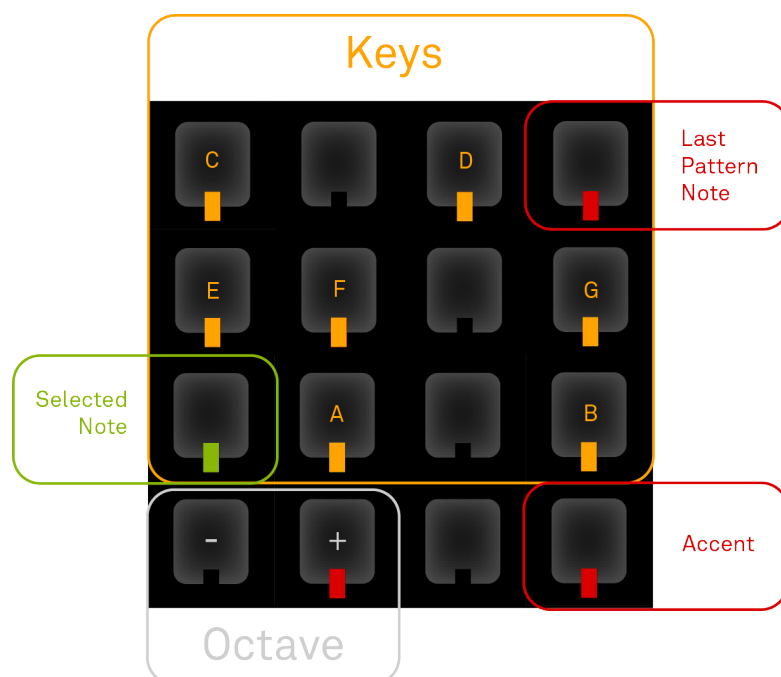 Keys
C
D
Last
Pattern
Note
E
F
G
Selected
Note
A
B
-
+
Accent
Octave